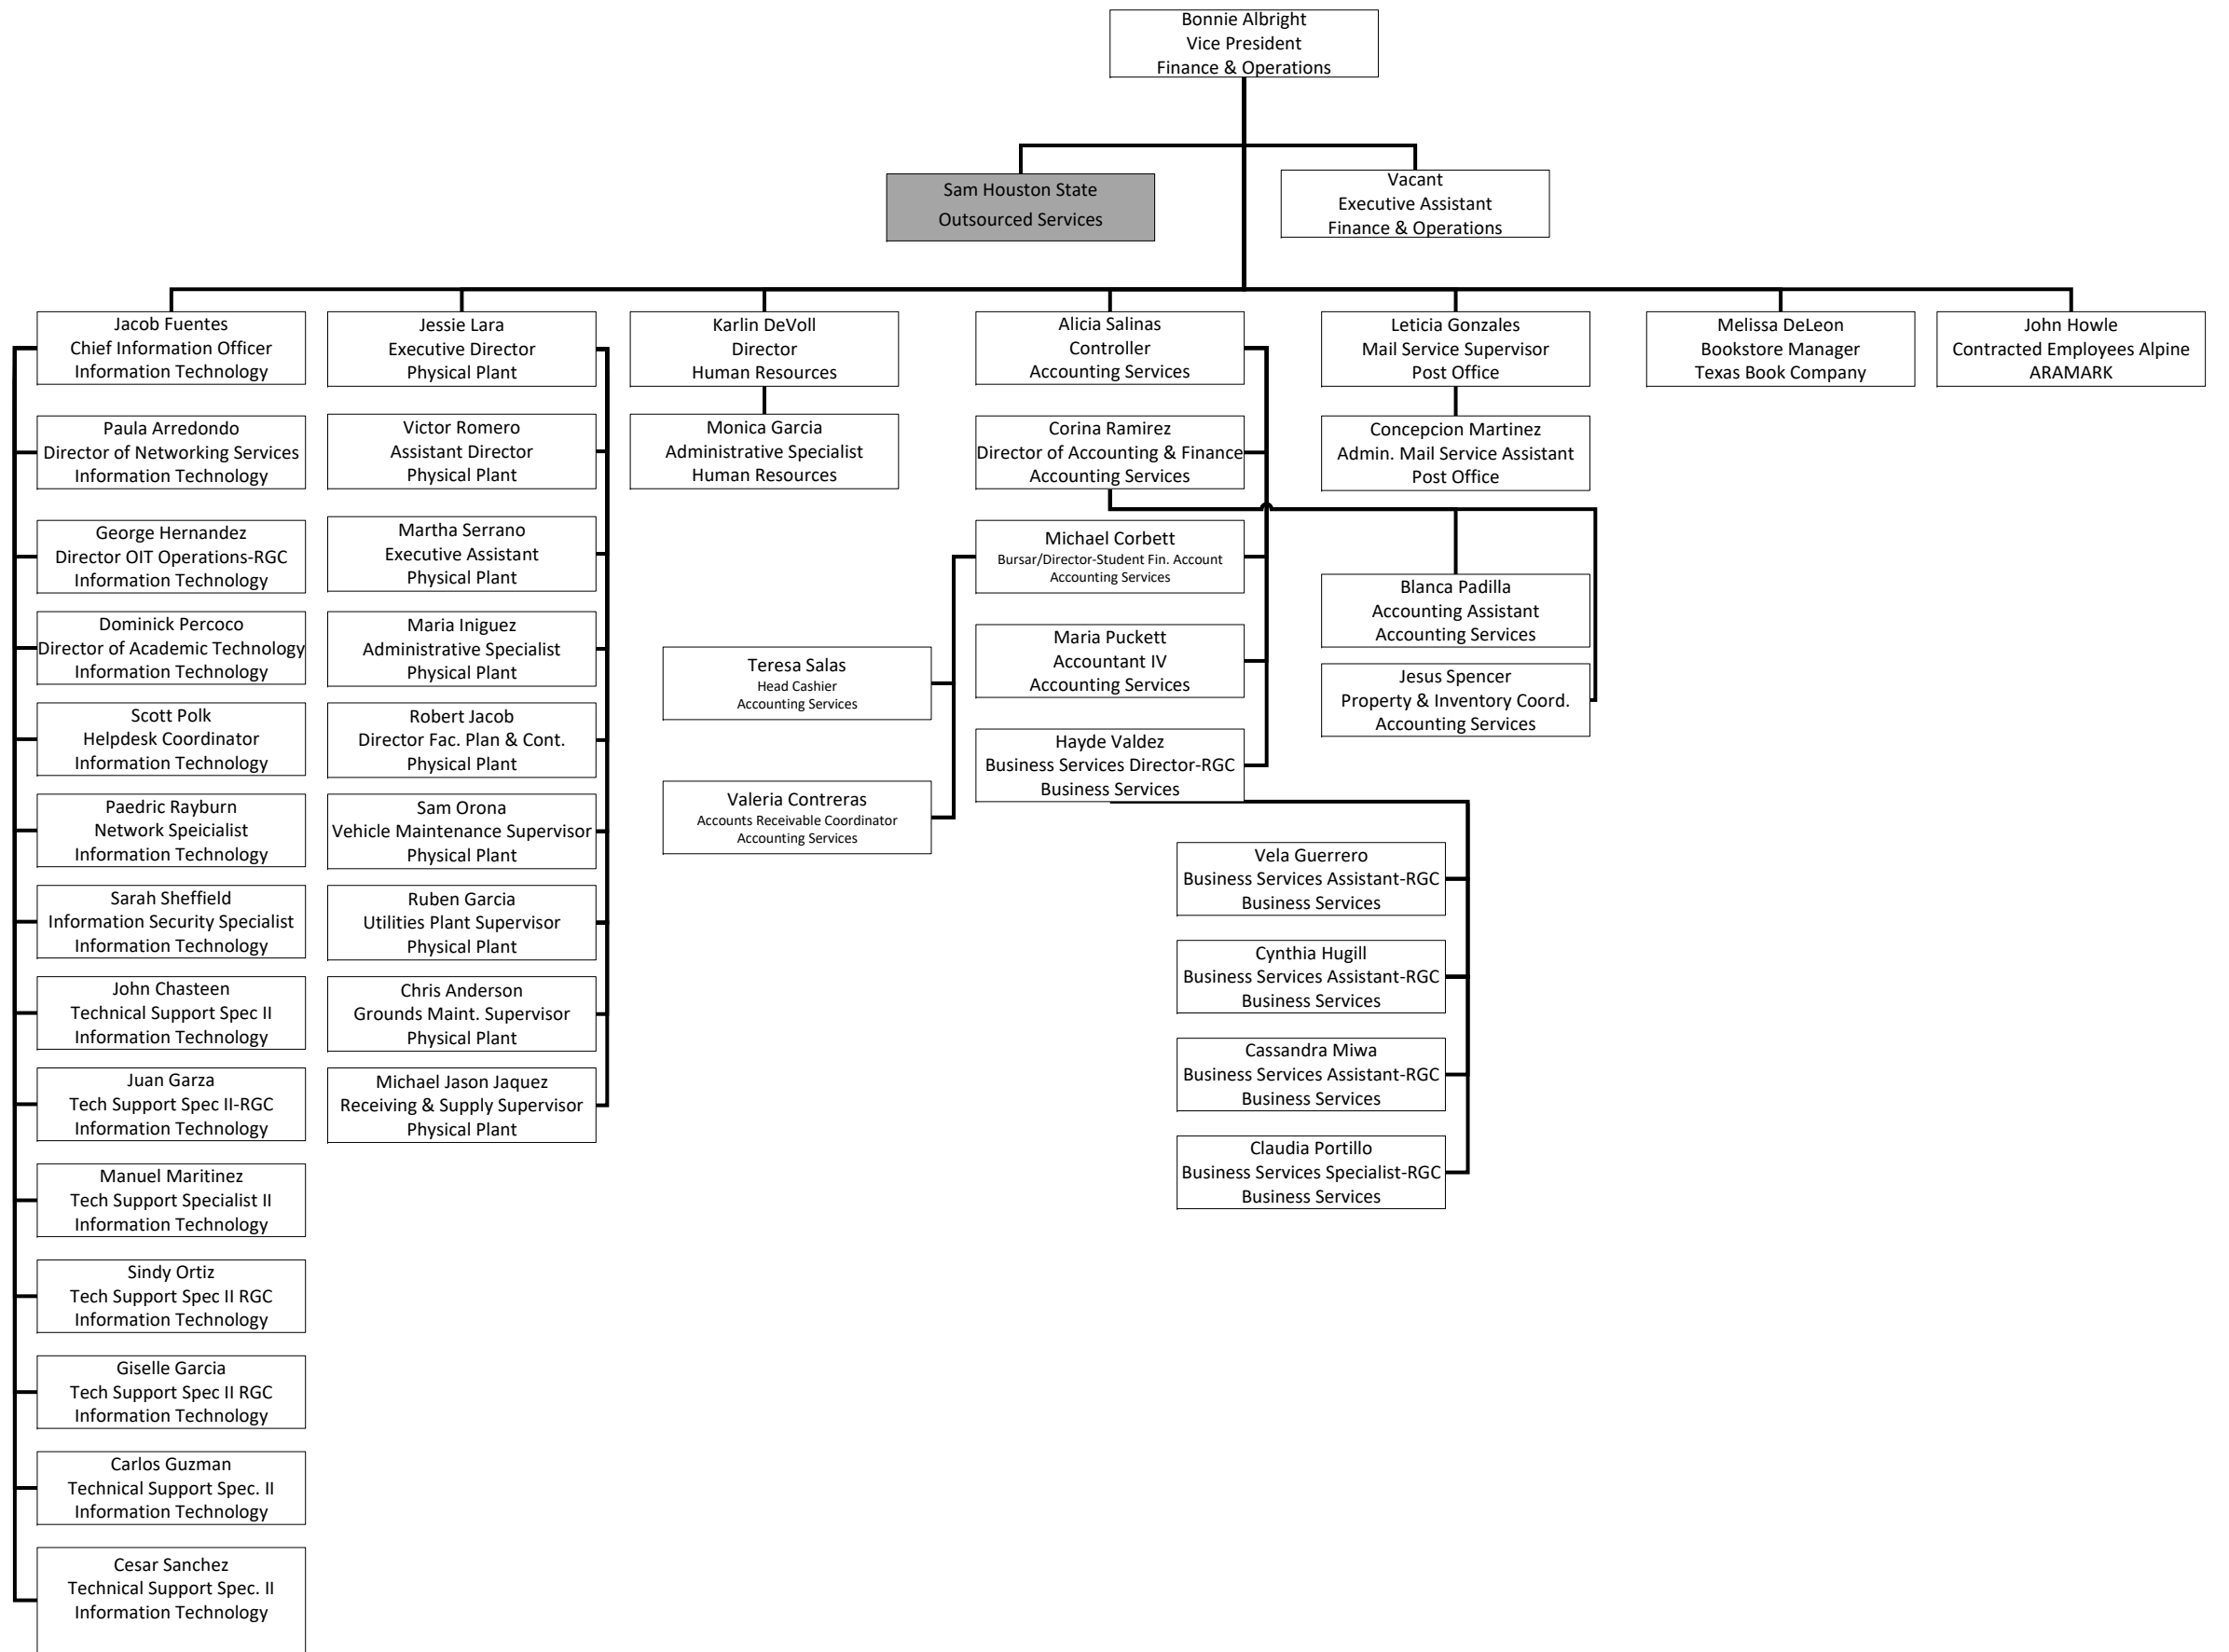 Bonnie Albright
Vice President
Finance & Operations
Sam Houston State
Outsourced Services
Vacant
Executive Assistant
Finance & Operations
Jacob Fuentes
Chief Information Officer
Information Technology
Paula Arredondo
Director of Networking Services
Information Technology
George Hernandez
Director OIT Operations-RGC
Information Technology
Dominick Percoco
Director of Academic Technology
Information Technology
Scott Polk
Helpdesk Coordinator
Information Technology
Paedric Rayburn
Network Speicialist
Information Technology
Sarah Sheffield
Information Security Specialist
Information Technology
John Chasteen
Technical Support Spec II
Information Technology
Juan Garza
Tech Support Spec II-RGC
Information Technology
Manuel Maritinez
Tech Support Specialist II
Information Technology
Sindy Ortiz
Tech Support Spec II RGC
Information Technology
Giselle Garcia
Tech Support Spec II RGC
Information Technology
Carlos Guzman
Technical Support Spec. II
Information Technology
Cesar Sanchez
Technical Support Spec. II
Information Technology
Jessie Lara
Executive Director
Physical Plant
Victor Romero
Assistant Director
Physical Plant
Martha Serrano
Executive Assistant
Physical Plant
Maria Iniguez
Administrative Specialist
Physical Plant
Robert Jacob
Director Fac. Plan & Cont.
Physical Plant
Sam Orona
Vehicle Maintenance Supervisor
Physical Plant
Ruben Garcia
Utilities Plant Supervisor
Physical Plant
Chris Anderson
Grounds Maint. Supervisor
Physical Plant
Michael Jason Jaquez
Receiving & Supply Supervisor
Physical Plant
Karlin DeVoll
Director
Human Resources
Monica Garcia
Administrative Specialist
Human Resources
Alicia Salinas
Controller
Accounting Services
Corina Ramirez
Director of Accounting & Finance
Accounting Services
Michael Corbett
Bursar/Director-Student Fin. Account
Accounting Services
Teresa Salas
Head Cashier
Accounting Services
Valeria Contreras
Accounts Receivable Coordinator
Accounting Services
Maria Puckett
Accountant IV
Accounting Services
Hayde Valdez
Business Services Director-RGC
Business Services
Vela Guerrero
Business Services Assistant-RGC
Business Services
Cynthia Hugill
Business Services Assistant-RGC
Business Services
Cassandra Miwa
Business Services Assistant-RGC
Business Services
Claudia Portillo
Business Services Specialist-RGC
Business Services
Leticia Gonzales
Mail Service Supervisor
Post Office
Concepcion Martinez
Admin. Mail Service Assistant
Post Office
Blanca Padilla
Accounting Assistant
Accounting Services
Jesus Spencer
Property & Inventory Coord.
Accounting Services
Melissa DeLeon
Bookstore Manager
Texas Book Company
John Howle
Contracted Employees Alpine
ARAMARK